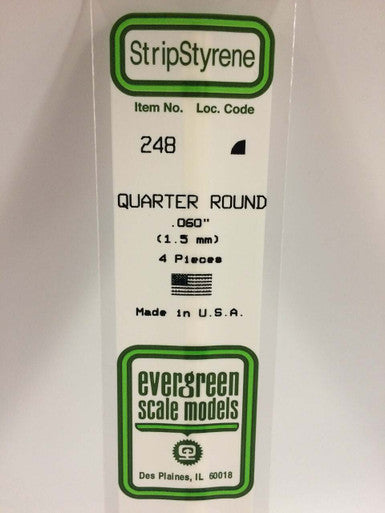 StripStyrene
Item No. Loc. Code
248
QUARTER ROUND
.060"
(1.5 mm)
4 Pieces
Made in U.S.A.
evergreen
scale models
Des Plaines, IL 60018